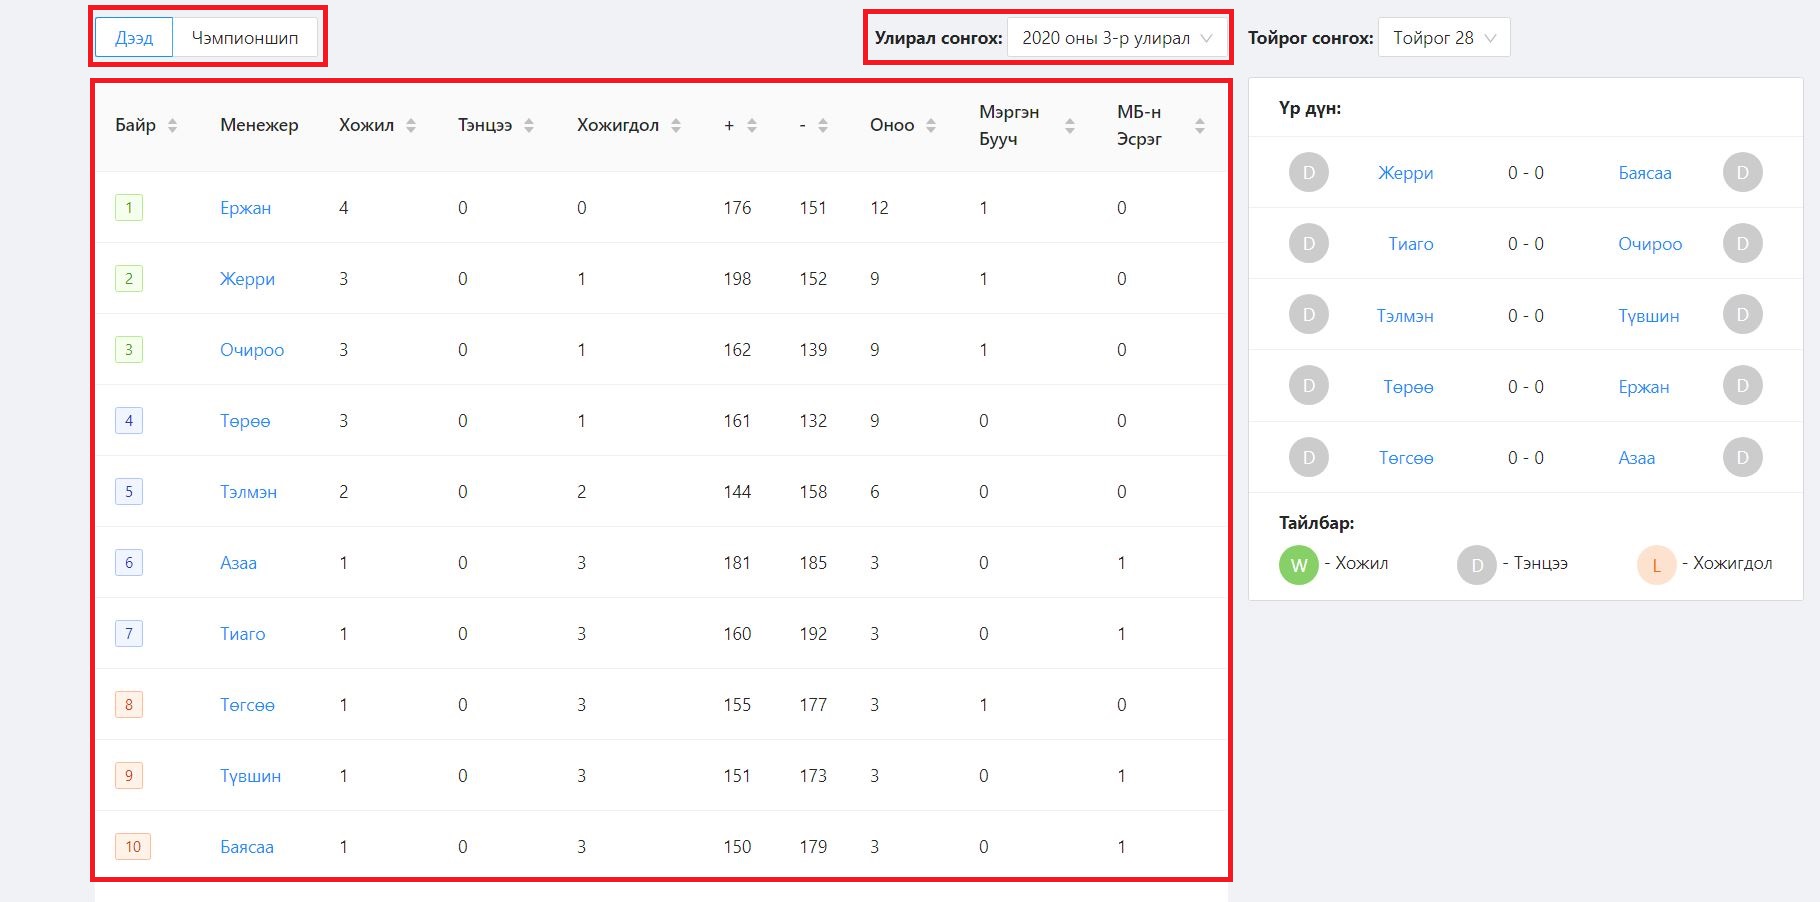 Дээд Чэмпионшип Улирал сонгох: 2020 оны 3-р улирал Тойрог сонгох: Тойрог 28
Байр Менежер Хожил Тэнцээ Хожигдол + - Оноо Мэргэн Бууч МБ-н Эсрэг
1 Ержан 4 0 0 176 151 12 1 0
2 Жерри 3 0 1 198 152 9 1 0
3 Очироо 3 0 1 162 139 9 1 0
4 Төрөө 3 0 1 161 132 9 0 0
5 Тэлмэн 2 0 2 144 158 6 0 0
6 Азаа 1 0 3 181 185 3 0 1
7 Тиаго 1 0 3 160 192 3 0 1
8 Төгсөө 1 0 3 155 177 3 1 0
9 Түвшин 1 0 3 151 173 3 0 1
10 Баясаа 1 0 3 150 179 3 0 1
Үр дүн:
D Жерри 0 - 0 Баясаа D
D Тиаго 0 - 0 Очироо D
D Тэлмэн 0 - 0 Түвшин D
D Төрөө 0 - 0 Ержан D
D Төгсөө 0 - 0 Азаа D
Тайлбар:
W - Хожил D - Тэнцээ L - Хожигдол